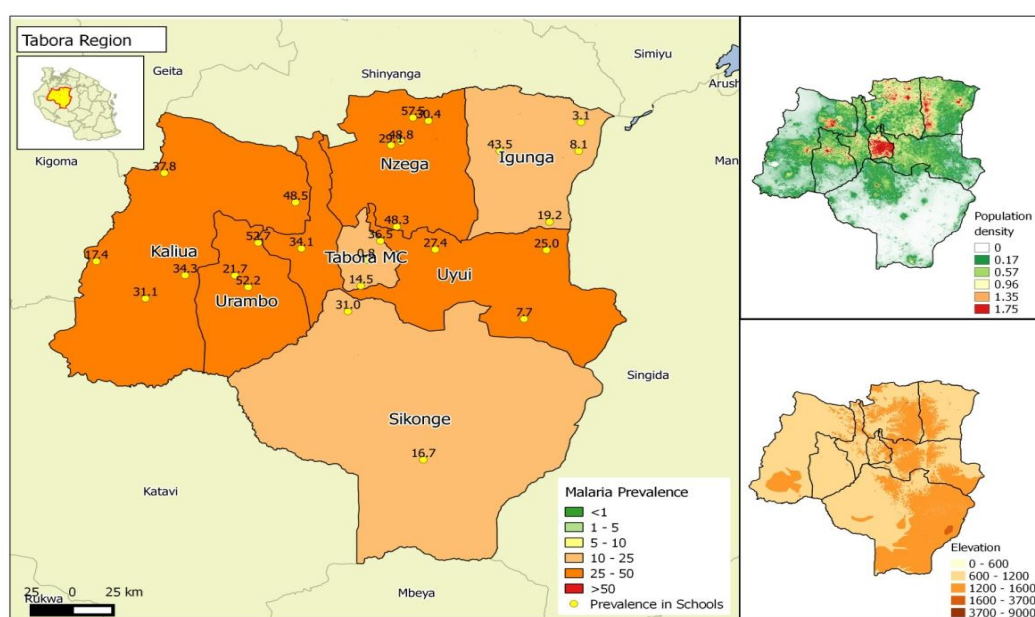 Tabora Region
Geita
Shinyanga
Simiyu
Arush
Kigoma
Man
57.5
30.4
48.8
Nzega
3.1
43.5
Igunga
8.1
37.8
48.5
19.2
48.3
36.5
52.7
34.1
Tabora MC
27.4
25.0
Kaliua
17.4
34.3
21.7
52.2
Urambo
Uyui
14.5
31.1
31.0
7.7
Singida
Sikonge
16.7
Katavi
Mbeya
Rukwa
25 0 25 km
Malaria Prevalence
<1
1 - 5
5 - 10
10 - 25
25 - 50
>50
Prevalence in Schools
Population
density
0
0.17
0.57
0.96
1.35
1.75
Elevation
0 - 600
600 - 1200
1200 - 1600
1600 - 3700
3700 - 9000